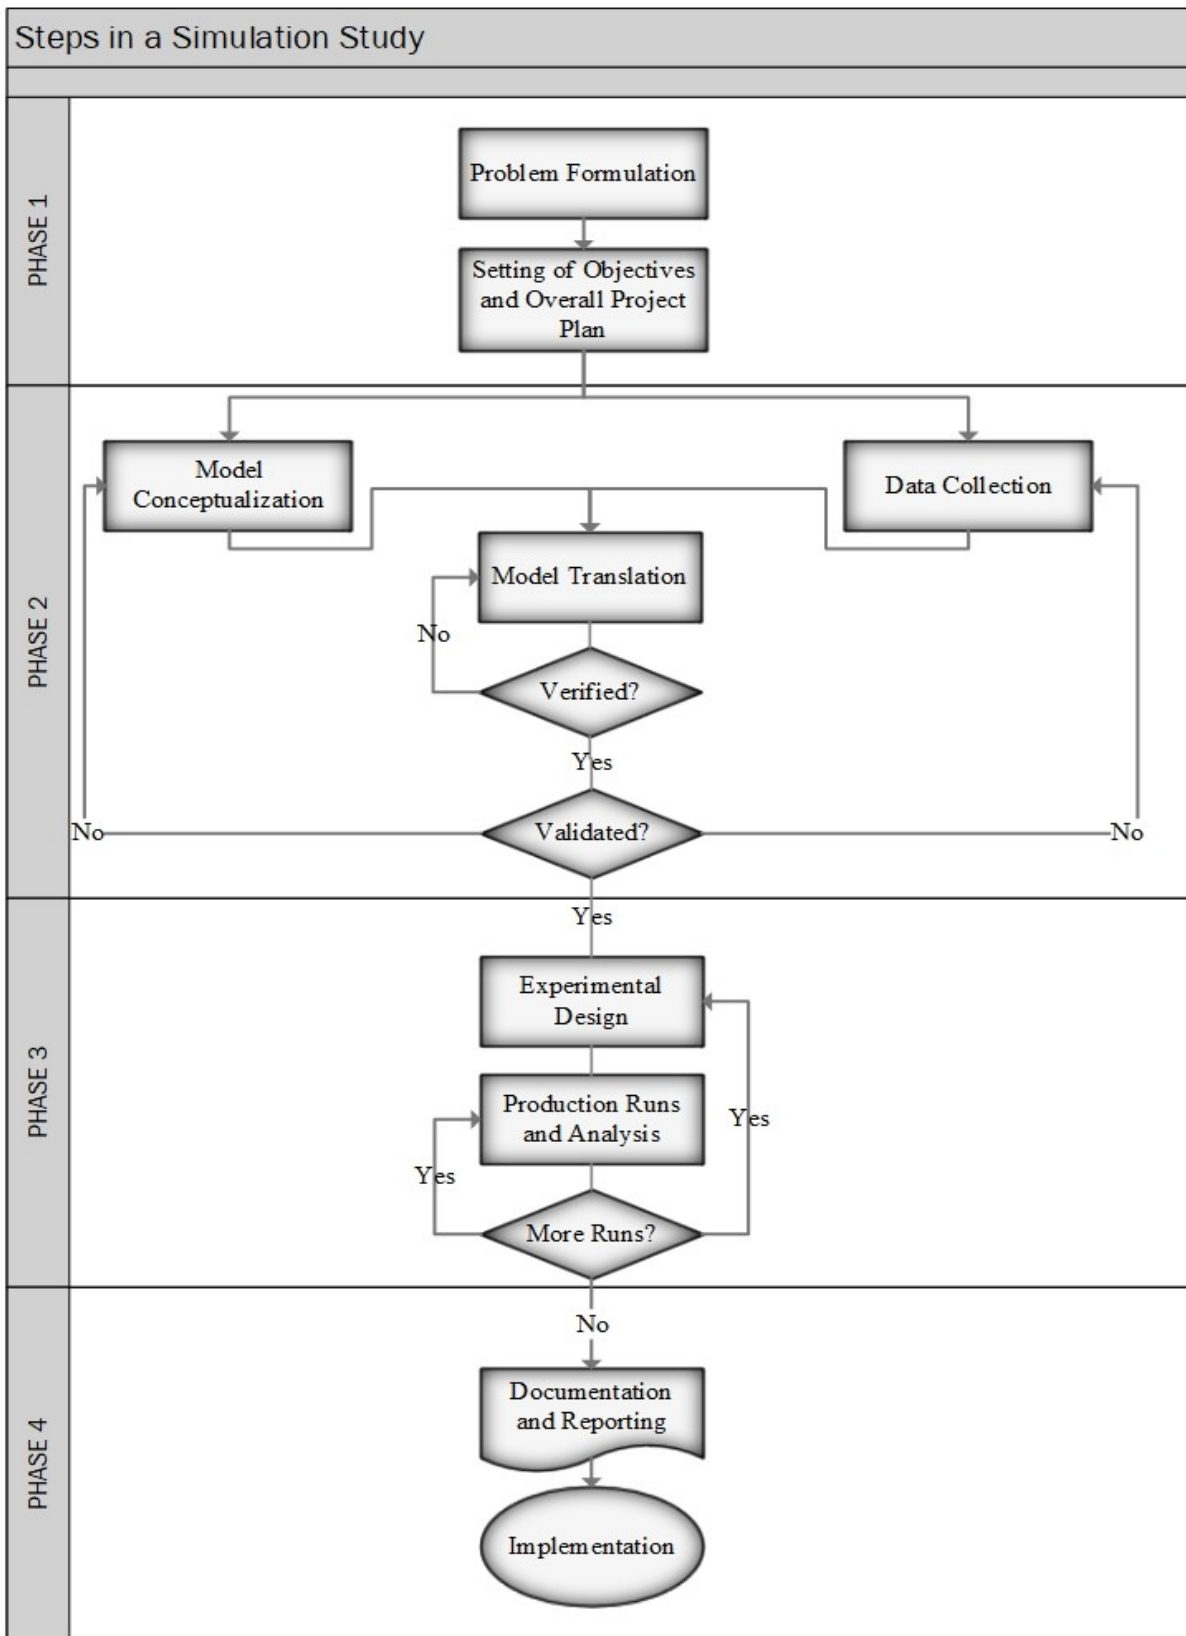 Steps in a Simulation Study
PHASE 1
Problem Formulation
Setting of Objectives
and Overall Project
Plan
PHASE 2
Model
Conceptualization
Data Collection
Model Translation
No
Verified?
Yes
No
Validated?
No
Yes
PHASE 3
Experimental
Design
Production Runs
and Analysis
Yes
Yes
More Runs?
No
PHASE 4
Documentation
and Reporting
Implementation